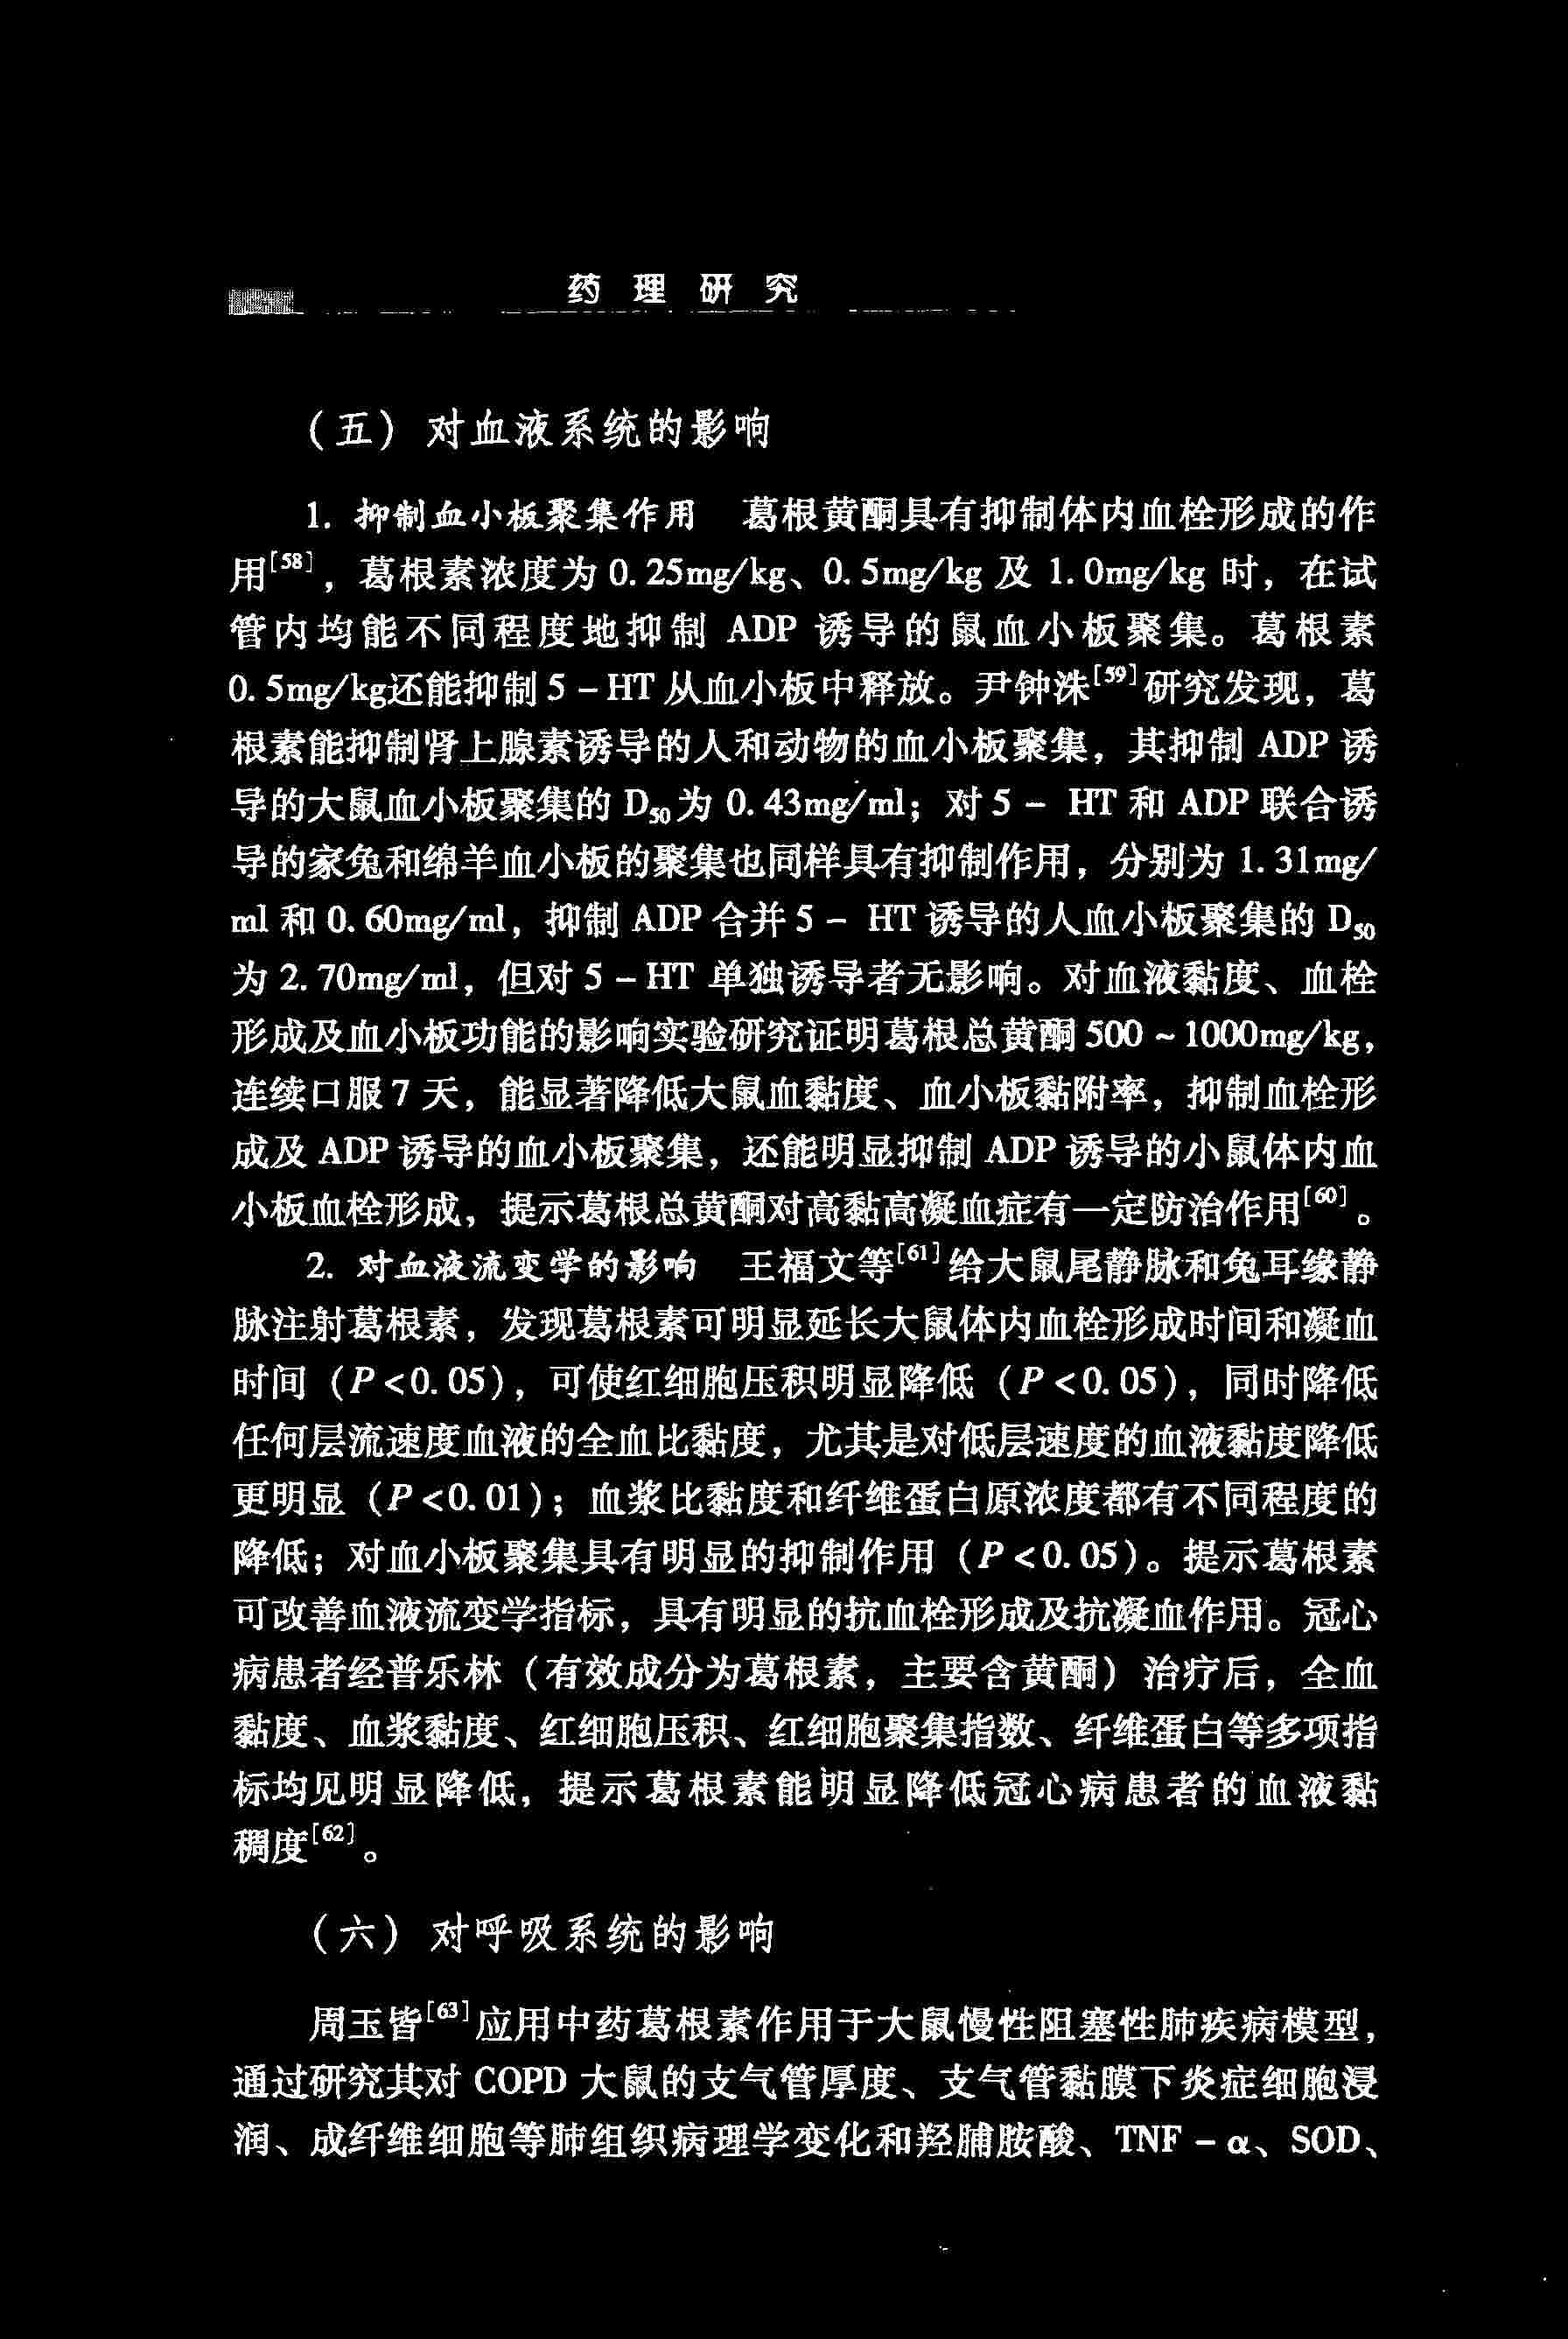 药理研究
(五) 对血液系统的影响
1. 抑制血小板聚集作用　葛根黄酮具有抑制体内血栓形成的作
用[58]，葛根素浓度为 0.25mg/kg、0.5mg/kg 及 1.0mg/kg 时，在试
管内均能不同程度地抑制 ADP 诱导的鼠血小板聚集。葛根素
0.5mg/kg还能抑制 5-HT 从血小板中释放。尹钟洙[59]研究发现，葛
根素能抑制肾上腺素诱导的人和动物的血小板聚集，其抑制 ADP 诱
导的大鼠血小板聚集的 D50为 0.43mg/ml；对 5- HT 和 ADP 联合诱
导的家兔和绵羊血小板的聚集也同样具有抑制作用，分别为 1.31mg/
ml 和 0.60mg/ml，抑制 ADP 合并 5- HT 诱导的人血小板聚集的 D50
为 2.70mg/ml，但对 5-HT 单独诱导者无影响。对血液黏度、血栓
形成及血小板功能的影响实验研究证明葛根总黄酮 500~1000mg/kg，
连续口服 7 天，能显著降低大鼠血黏度、血小板黏附率，抑制血栓形
成及 ADP 诱导的血小板聚集，还能明显抑制 ADP 诱导的小鼠体内血
小板血栓形成，提示葛根总黄酮对高黏高凝血症有一定防治作用[60]。
2. 对血液流变学的影响　王福文等[61]给大鼠尾静脉和兔耳缘静
脉注射葛根素，发现葛根素可明显延长大鼠体内血栓形成时间和凝血
时间 (P<0.05)，可使红细胞压积明显降低 (P<0.05)，同时降低
任何层流速度血液的全血比黏度，尤其是对低层速度的血液黏度降低
更明显 (P<0.01)；血浆比黏度和纤维蛋白原浓度都有不同程度的
降低；对血小板聚集具有明显的抑制作用 (P<0.05)。提示葛根素
可改善血液流变学指标，具有明显的抗血栓形成及抗凝血作用。冠心
病患者经普乐林（有效成分为葛根素，主要含黄酮）治疗后，全血
黏度、血浆黏度、红细胞压积、红细胞聚集指数、纤维蛋白等多项指
标均见明显降低，提示葛根素能明显降低冠心病患者的血液黏
稠度[62]。
(六) 对呼吸系统的影响
周玉皆[63]应用中药葛根素作用于大鼠慢性阻塞性肺疾病模型，
通过研究其对 COPD 大鼠的支气管厚度、支气管黏膜下炎症细胞浸
润、成纤维细胞等肺组织病理学变化和羟脯胺酸、TNF-α、SOD、